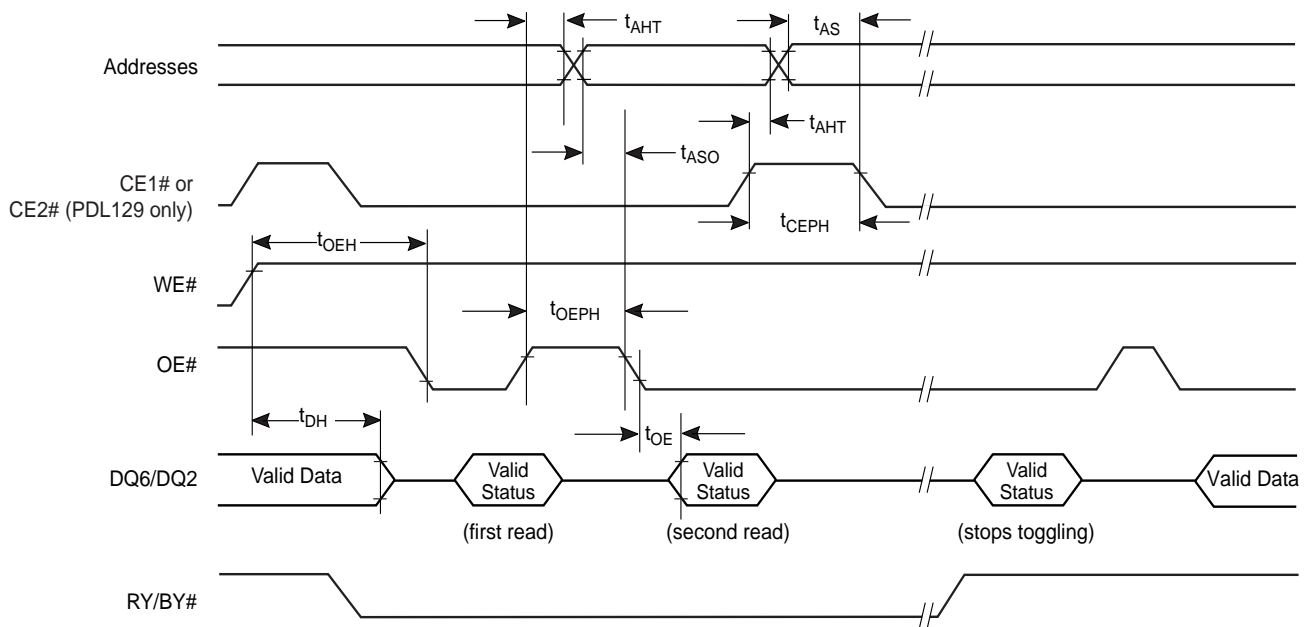 tAHT
tAS
Addresses
tAHT
tASO
CE1# or
CE2# (PDL129 only)
tCEPH
tOEH
WE#
tOEPH
OE#
tDH
tOE
DQ6/DQ2
Valid Data
Valid
Status
Valid
Status
Valid
Status
Valid Data
(first read)
(second read)
(stops toggling)
RY/BY#